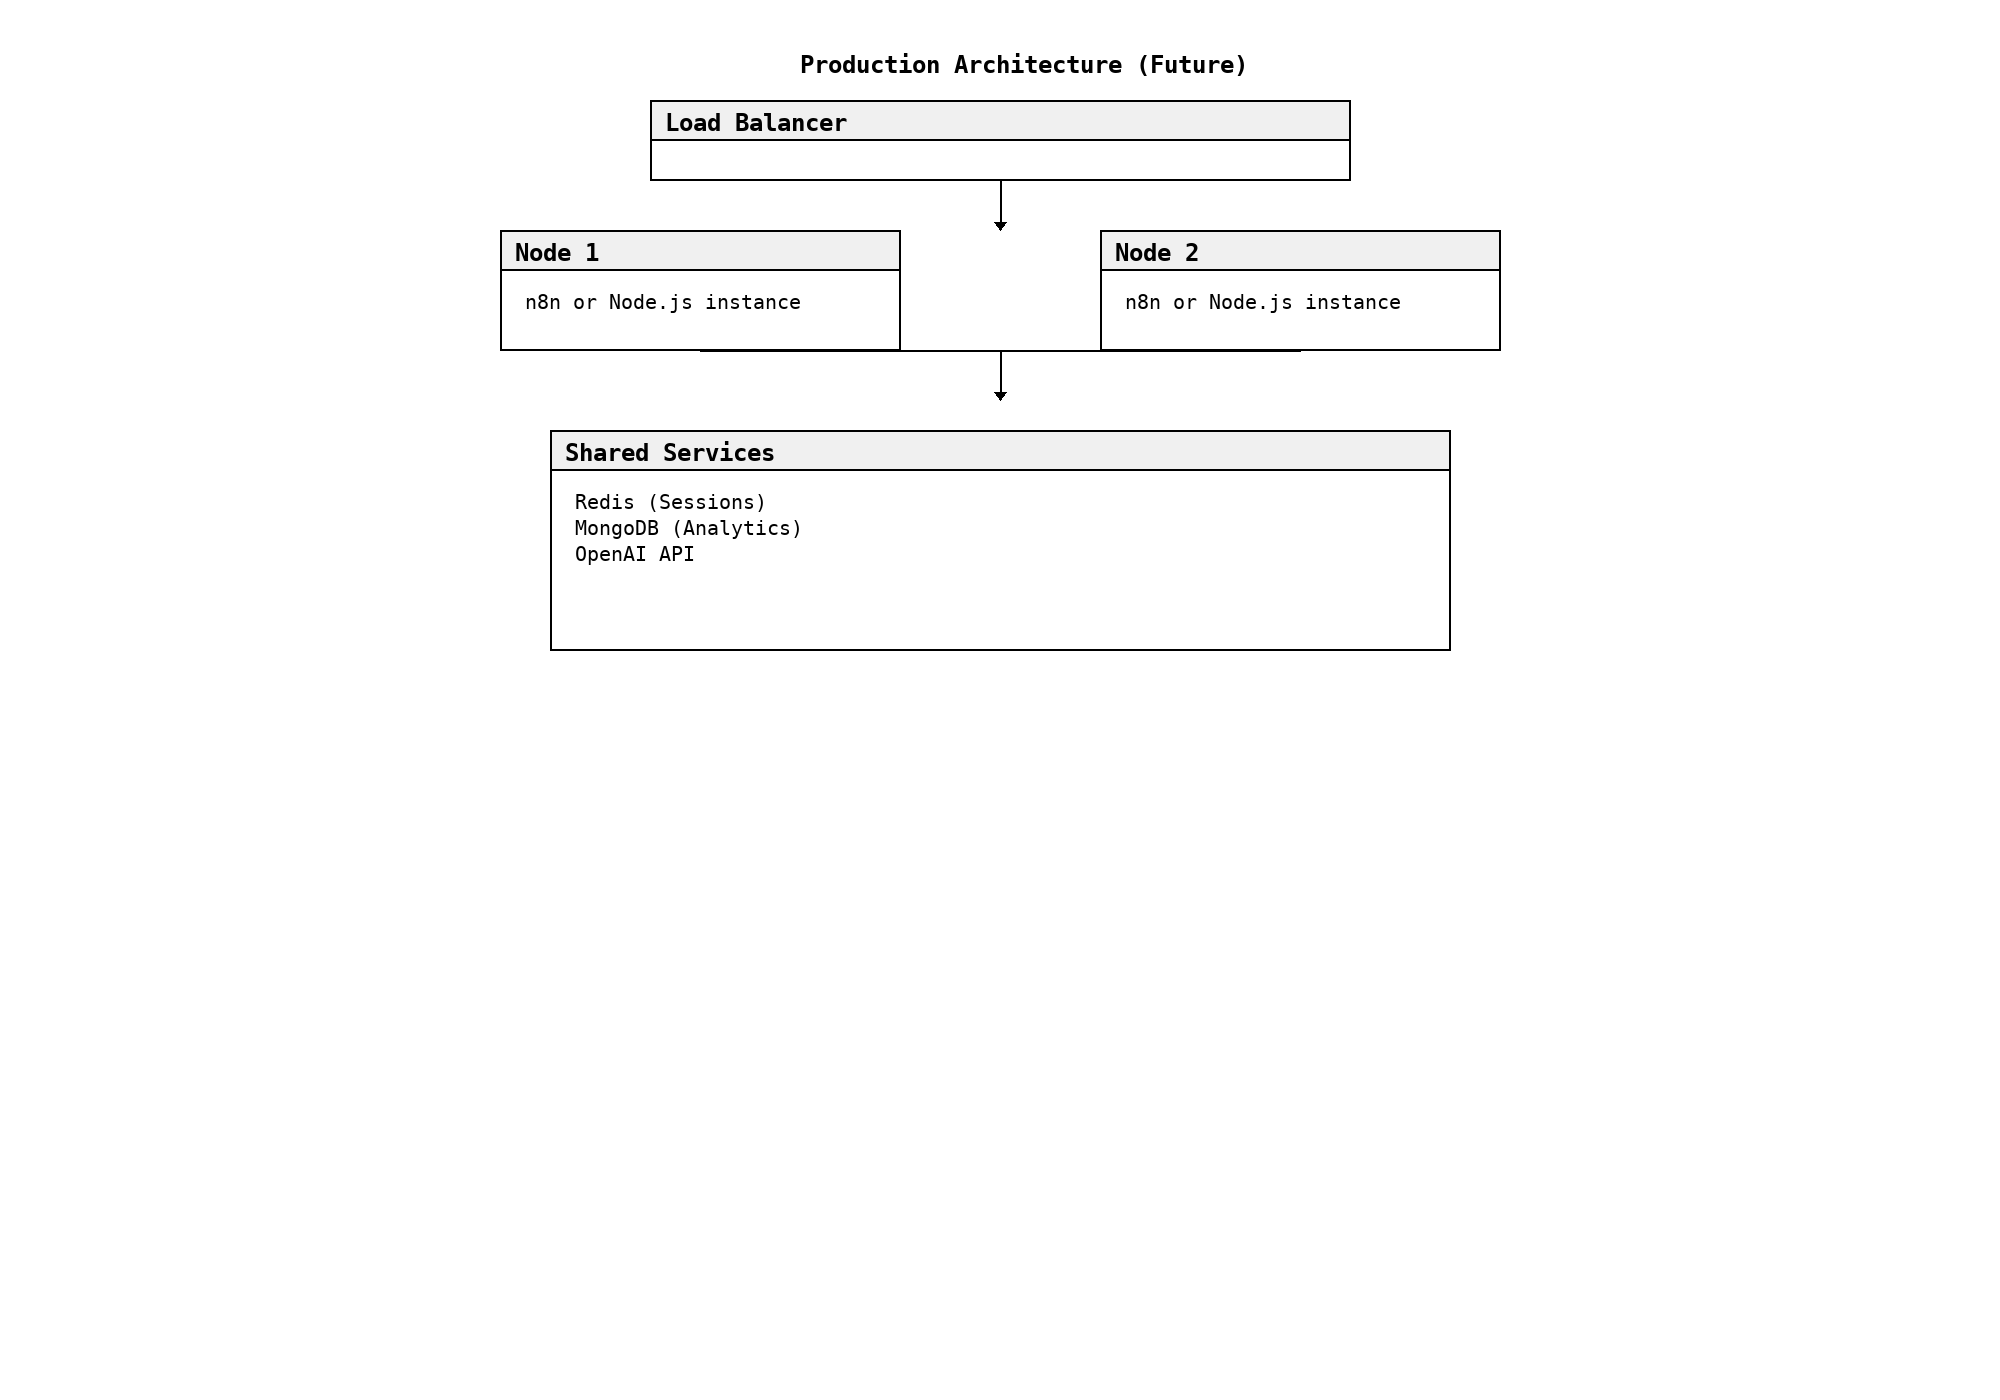 Production Architecture (Future)
Load Balancer
Node 1
n8n or Node.js instance
Node 2
n8n or Node.js instance
Shared Services
Redis (Sessions)
MongoDB (Analytics)
OpenAI API